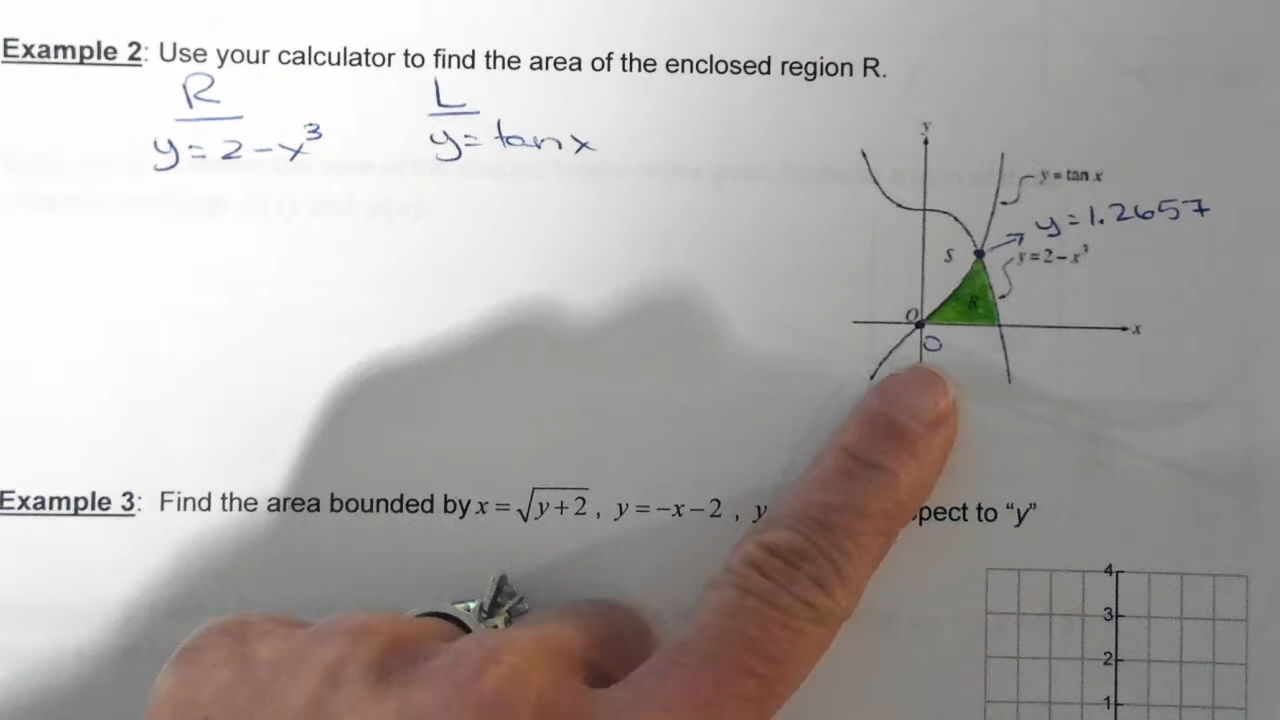 Example 2: Use your calculator to find the area of the enclosed region R.
R
y = 2 - x³
L
y = tan x
y
y = tan x
y = 1.2657
S
y = 2 - x³
R
O
x
0
Example 3: Find the area bounded by x = √(y+2) , y = -x - 2 , y
pect to "y"
4
3
2
1